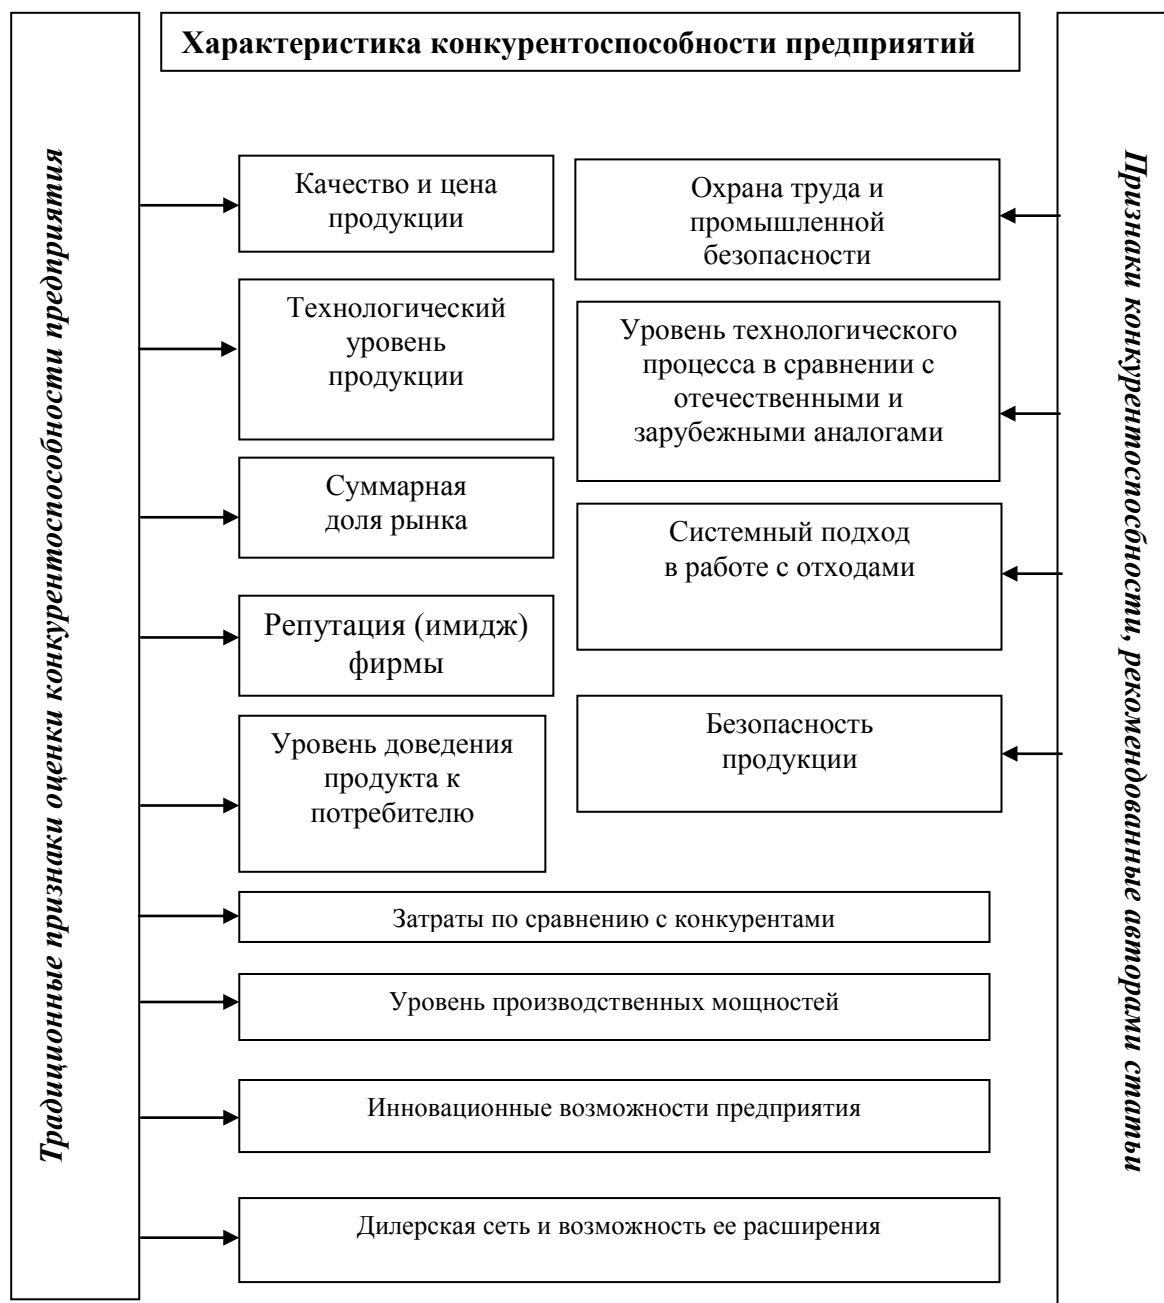 Характеристика конкурентоспособности предприятий
Традиционные признаки оценки конкурентоспособности предприятия
Качество и цена
продукции
Технологический
уровень
продукции
Суммарная
доля рынка
Репутация (имидж)
фирмы
Уровень доведения
продукта к
потребителю
Затраты по сравнению с конкурентами
Уровень производственных мощностей
Инновационные возможности предприятия
Дилерская сеть и возможность ее расширения
Охрана труда и
промышленной
безопасности
Уровень технологического
процесса в сравнении с
отечественными и
зарубежными аналогами
Системный подход
в работе с отходами
Безопасность
продукции
Признаки конкурентоспсбности, рекомендованные авторами статьи